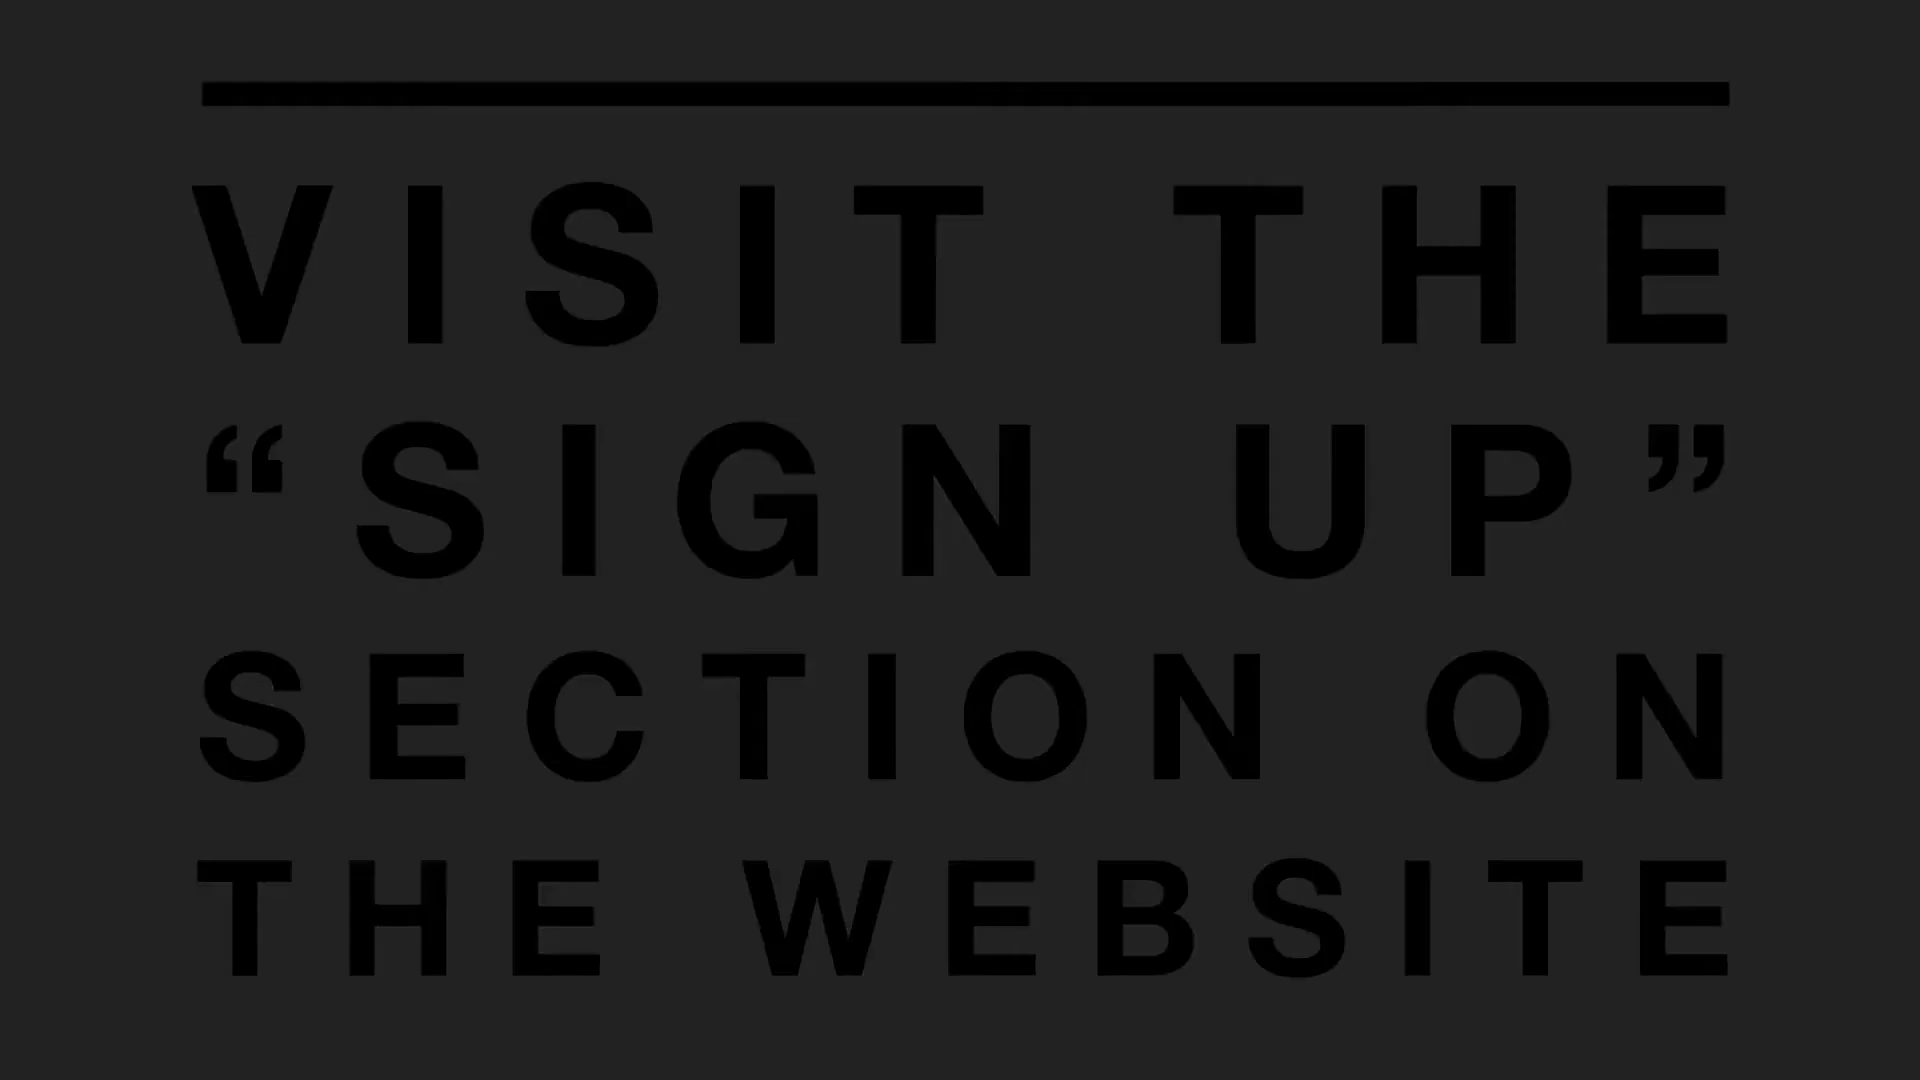 VISIT THE
“SIGN UP”
SECTION ON
THE WEBSITE